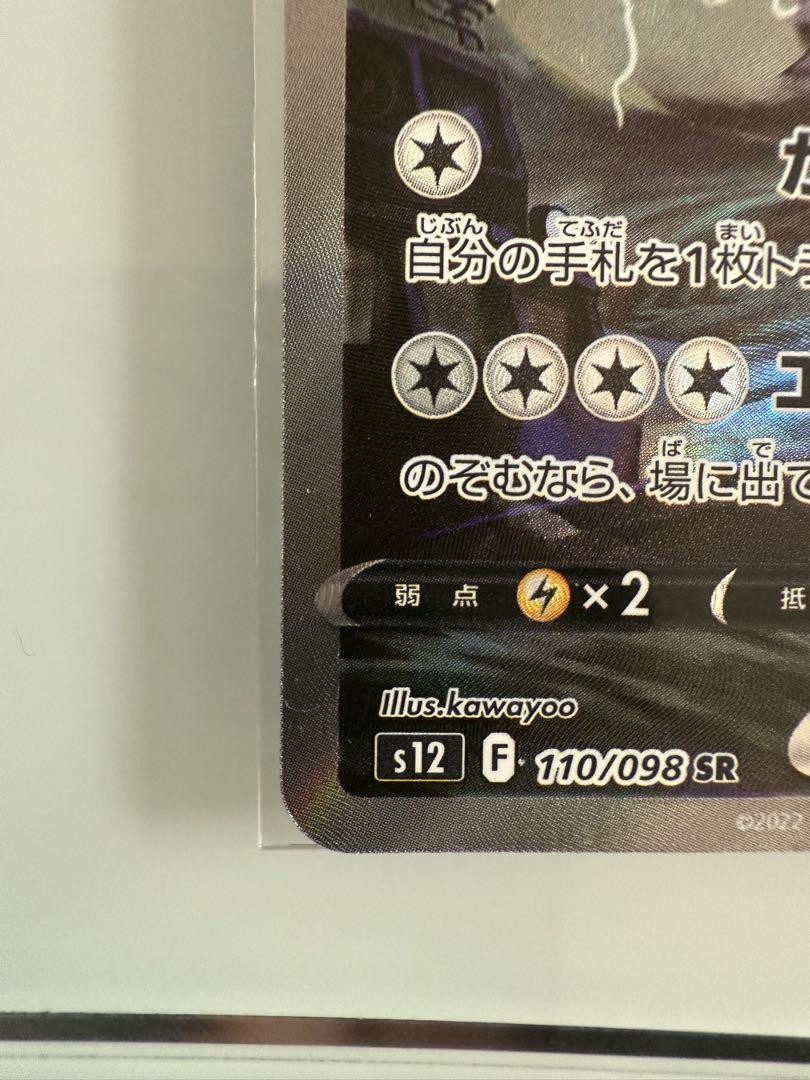 た
じぶん てふだ まい
自分の手札を1枚ト
エ
ば で
のぞむなら、場に出て
弱 点 ×2 抵
Illus.kawayoo
s12 F 110/098 SR
©2022